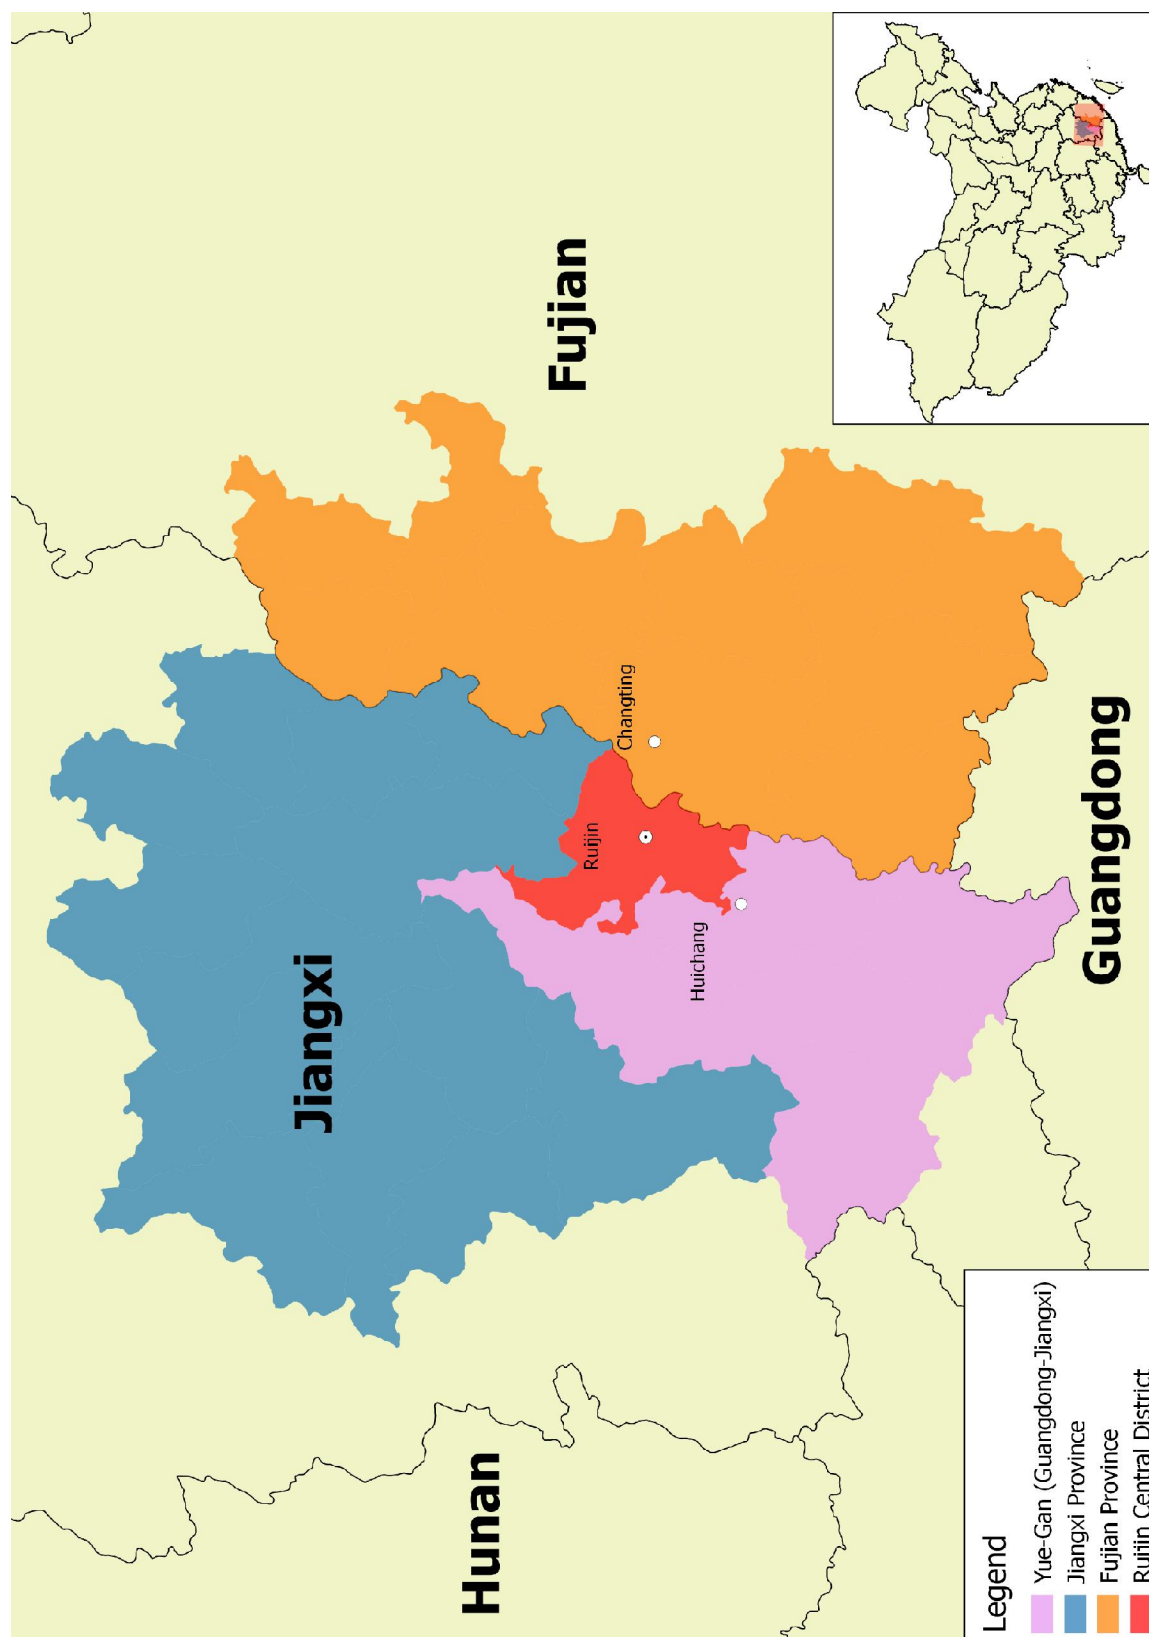 Jiangxi
Fujian
Hunan
Guangdong
Ruijin
Changting
Huichang
Legend
Yue-Gan (Guangdong-Jiangxi)
Jiangxi Province
Fujian Province
Ruijin Central District